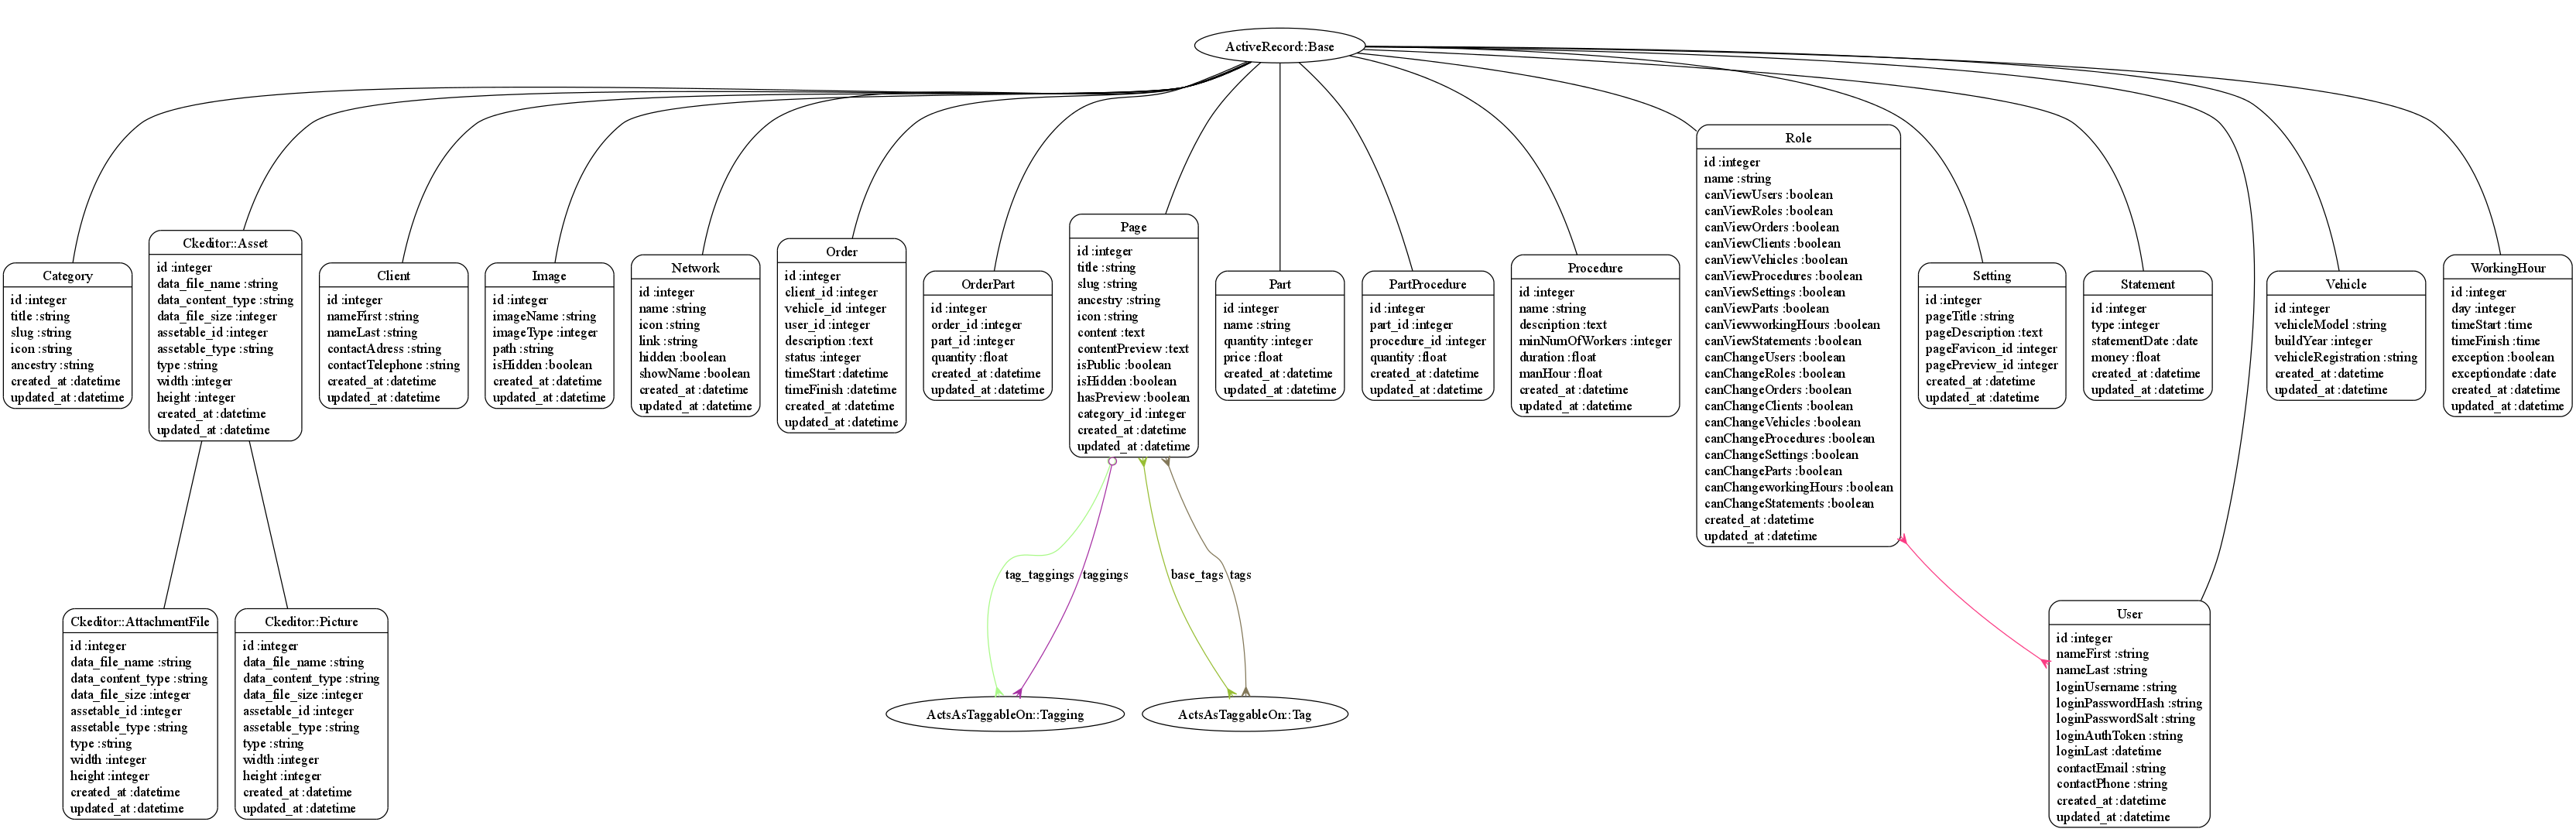 ActiveRecord::Base
Category
id :integer
title :string
slug :string
icon :string
ancestry :string
created_at :datetime
updated_at :datetime
Ckeditor::Asset
id :integer
data_file_name :string
data_content_type :string
data_file_size :integer
assetable_id :integer
assetable_type :string
type :string
width :integer
height :integer
created_at :datetime
updated_at :datetime
Client
id :integer
nameFirst :string
nameLast :string
contactAdress :string
contactTelephone :string
created_at :datetime
updated_at :datetime
Image
id :integer
imageName :string
imageType :integer
path :string
isHidden :boolean
created_at :datetime
updated_at :datetime
Network
id :integer
name :string
icon :string
link :string
hidden :boolean
showName :boolean
created_at :datetime
updated_at :datetime
Order
id :integer
client_id :integer
vehicle_id :integer
user_id :integer
description :text
status :integer
timeStart :datetime
timeFinish :datetime
created_at :datetime
updated_at :datetime
OrderPart
id :integer
order_id :integer
part_id :integer
quantity :float
created_at :datetime
updated_at :datetime
Page
id :integer
title :string
slug :string
ancestry :string
icon :string
content :text
contentPreview :text
isPublic :boolean
isHidden :boolean
hasPreview :boolean
category_id :integer
created_at :datetime
updated_at :datetime
Part
id :integer
name :string
quantity :integer
price :float
created_at :datetime
updated_at :datetime
PartProcedure
id :integer
part_id :integer
procedure_id :integer
quantity :float
created_at :datetime
updated_at :datetime
Procedure
id :integer
name :string
description :text
minNumOfWorkers :integer
duration :float
manHour :float
created_at :datetime
updated_at :datetime
Role
id :integer
name :string
canViewUsers :boolean
canViewRoles :boolean
canViewOrders :boolean
canViewClients :boolean
canViewVehicles :boolean
canViewProcedures :boolean
canViewSettings :boolean
canViewParts :boolean
canViewworkingHours :boolean
canViewStatements :boolean
canChangeUsers :boolean
canChangeRoles :boolean
canChangeOrders :boolean
canChangeClients :boolean
canChangeVehicles :boolean
canChangeProcedures :boolean
canChangeSettings :boolean
canChangeParts :boolean
canChangeworkingHours :boolean
canChangeStatements :boolean
created_at :datetime
updated_at :datetime
Setting
id :integer
pageTitle :string
pageDescription :text
pageFavicon_id :integer
pagePreview_id :integer
created_at :datetime
updated_at :datetime
Statement
id :integer
type :integer
statementDate :date
money :float
created_at :datetime
updated_at :datetime
Vehicle
id :integer
vehicleModel :string
buildYear :integer
vehicleRegistration :string
created_at :datetime
updated_at :datetime
WorkingHour
id :integer
day :integer
timeStart :time
timeFinish :time
exception :boolean
exceptiondate :date
created_at :datetime
updated_at :datetime
tag_taggings
taggings
base_tags
tags
Ckeditor::AttachmentFile
id :integer
data_file_name :string
data_content_type :string
data_file_size :integer
assetable_id :integer
assetable_type :string
type :string
width :integer
height :integer
created_at :datetime
updated_at :datetime
Ckeditor::Picture
id :integer
data_file_name :string
data_content_type :string
data_file_size :integer
assetable_id :integer
assetable_type :string
type :string
width :integer
height :integer
created_at :datetime
updated_at :datetime
ActsAsTaggableOn::Tagging
ActsAsTaggableOn::Tag
User
id :integer
nameFirst :string
nameLast :string
loginUsername :string
loginPasswordHash :string
loginPasswordSalt :string
loginAuthToken :string
loginLast :datetime
contactEmail :string
contactPhone :string
created_at :datetime
updated_at :datetime